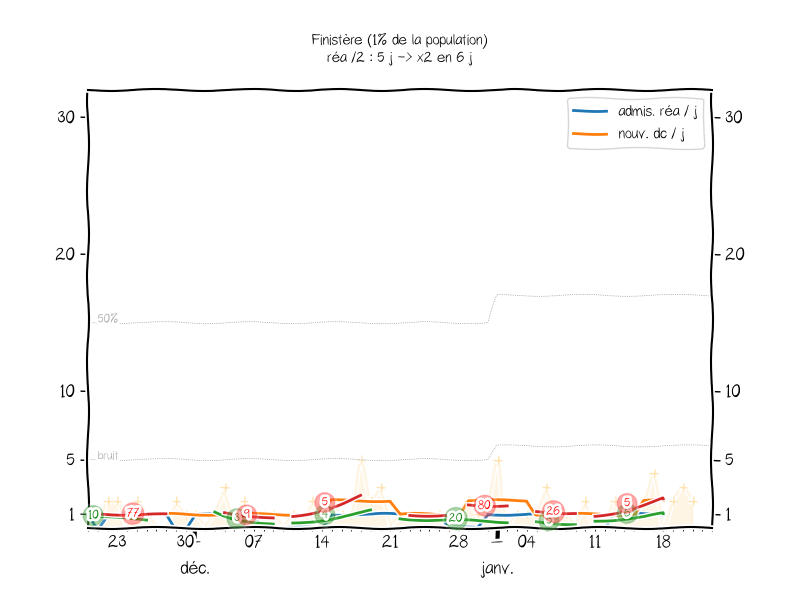 Finistère (1% de la population)
réa /2 : 5 j -> x2 en 6 j
admis. réa / j
nouv. dc / j
30 30
20 20
50%
10 10
bruit
5 5
1 1
10 77 9 5 20 80 26 5
23 30 07 14 21 28 04 11 18
déc. janv.